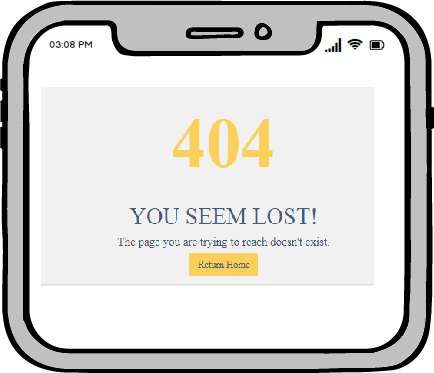 03:08 PM
404
YOU SEEM LOST!
The page you are trying to reach doesn't exist.
Return Home